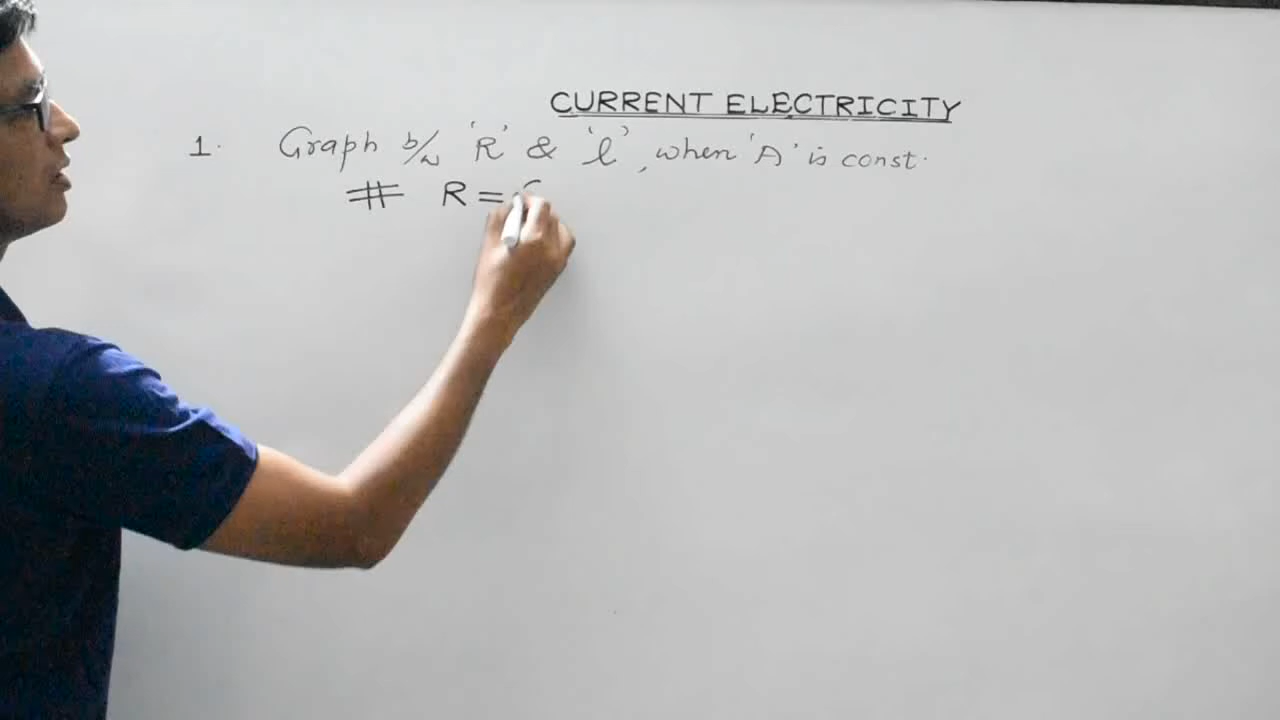 CURRENT ELECTRICITY
1. Graph b/w 'R' & 'l', when 'A' is const.
# R =